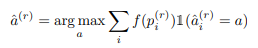 â^{(r)} = arg max_a ∑_i f(p_i^{(r)}) 𝟙(â_i^{(r)} = a)